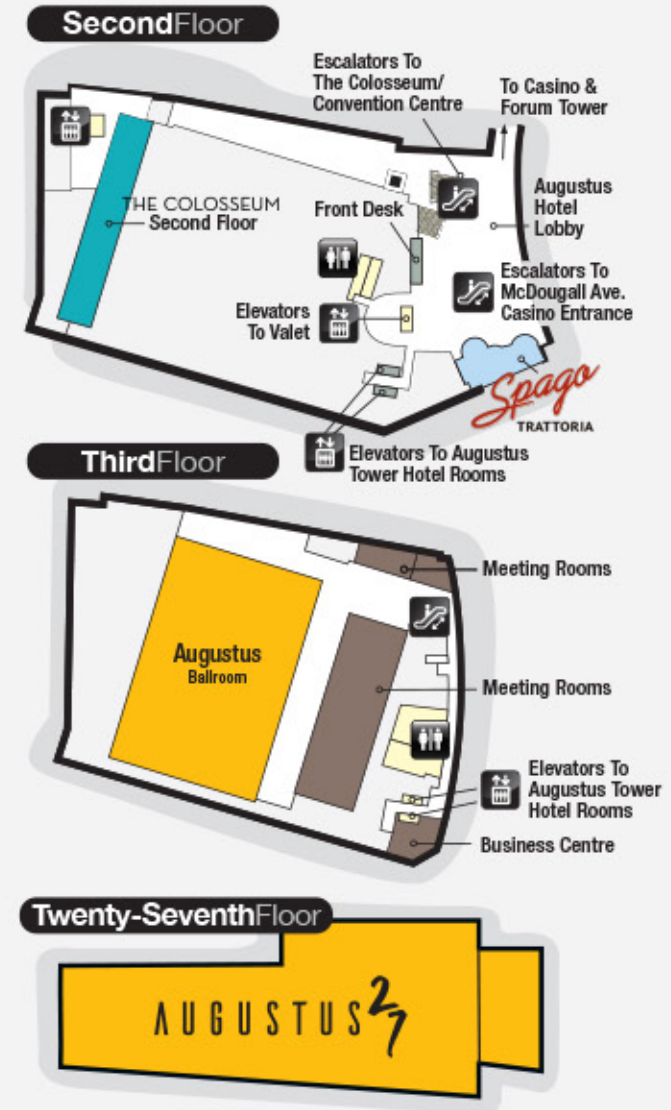 SecondFloor
Escalators To
The Colosseum/
Convention Centre
To Casino &
Forum Tower
THE COLOSSEUM
Second Floor
Front Desk
Augustus
Hotel
Lobby
Escalators To
McDougall Ave.
Casino Entrance
Elevators
To Valet
Spago
TRATTORIA
Elevators To Augustus
Tower Hotel Rooms
ThirdFloor
Meeting Rooms
Augustus
Ballroom
Meeting Rooms
Elevators To
Augustus Tower
Hotel Rooms
Business Centre
Twenty-SeventhFloor
AUGUSTUS 27